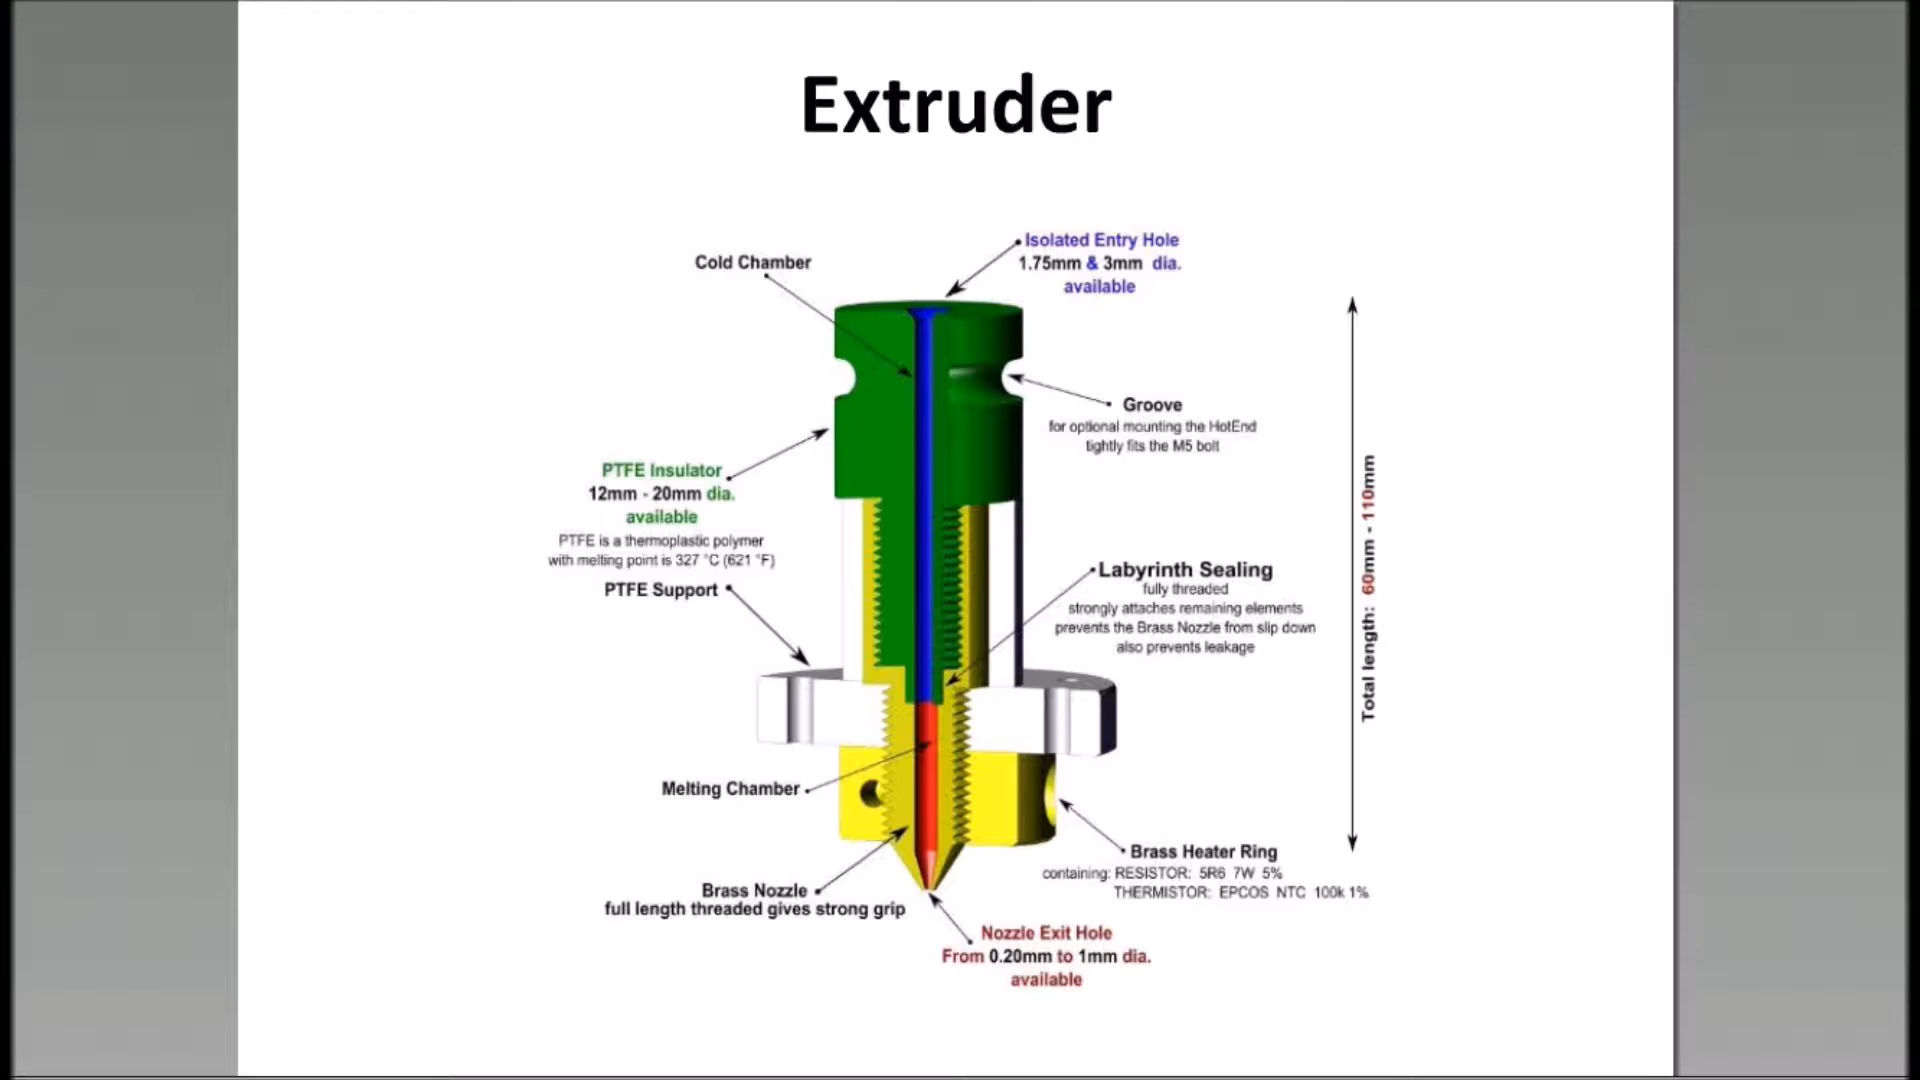 Extruder
Isolated Entry Hole
1.75mm & 3mm dia.
available
Cold Chamber
Groove
for optional mounting the HotEnd
tightly fits the M5 bolt
PTFE Insulator
12mm - 20mm dia.
available
PTFE is a thermoplastic polymer
with melting point is 327 °C (621 °F)
PTFE Support
Labyrinth Sealing
fully threaded
strongly attaches remaining elements
prevents the Brass Nozzle from slip down
also prevents leakage
Total length: 60mm - 110mm
Melting Chamber
Brass Heater Ring
containing: RESISTOR: 5R6 7W 5%
THERMISTOR: EPCOS NTC 100k 1%
Brass Nozzle
full length threaded gives strong grip
Nozzle Exit Hole
From 0.20mm to 1mm dia.
available